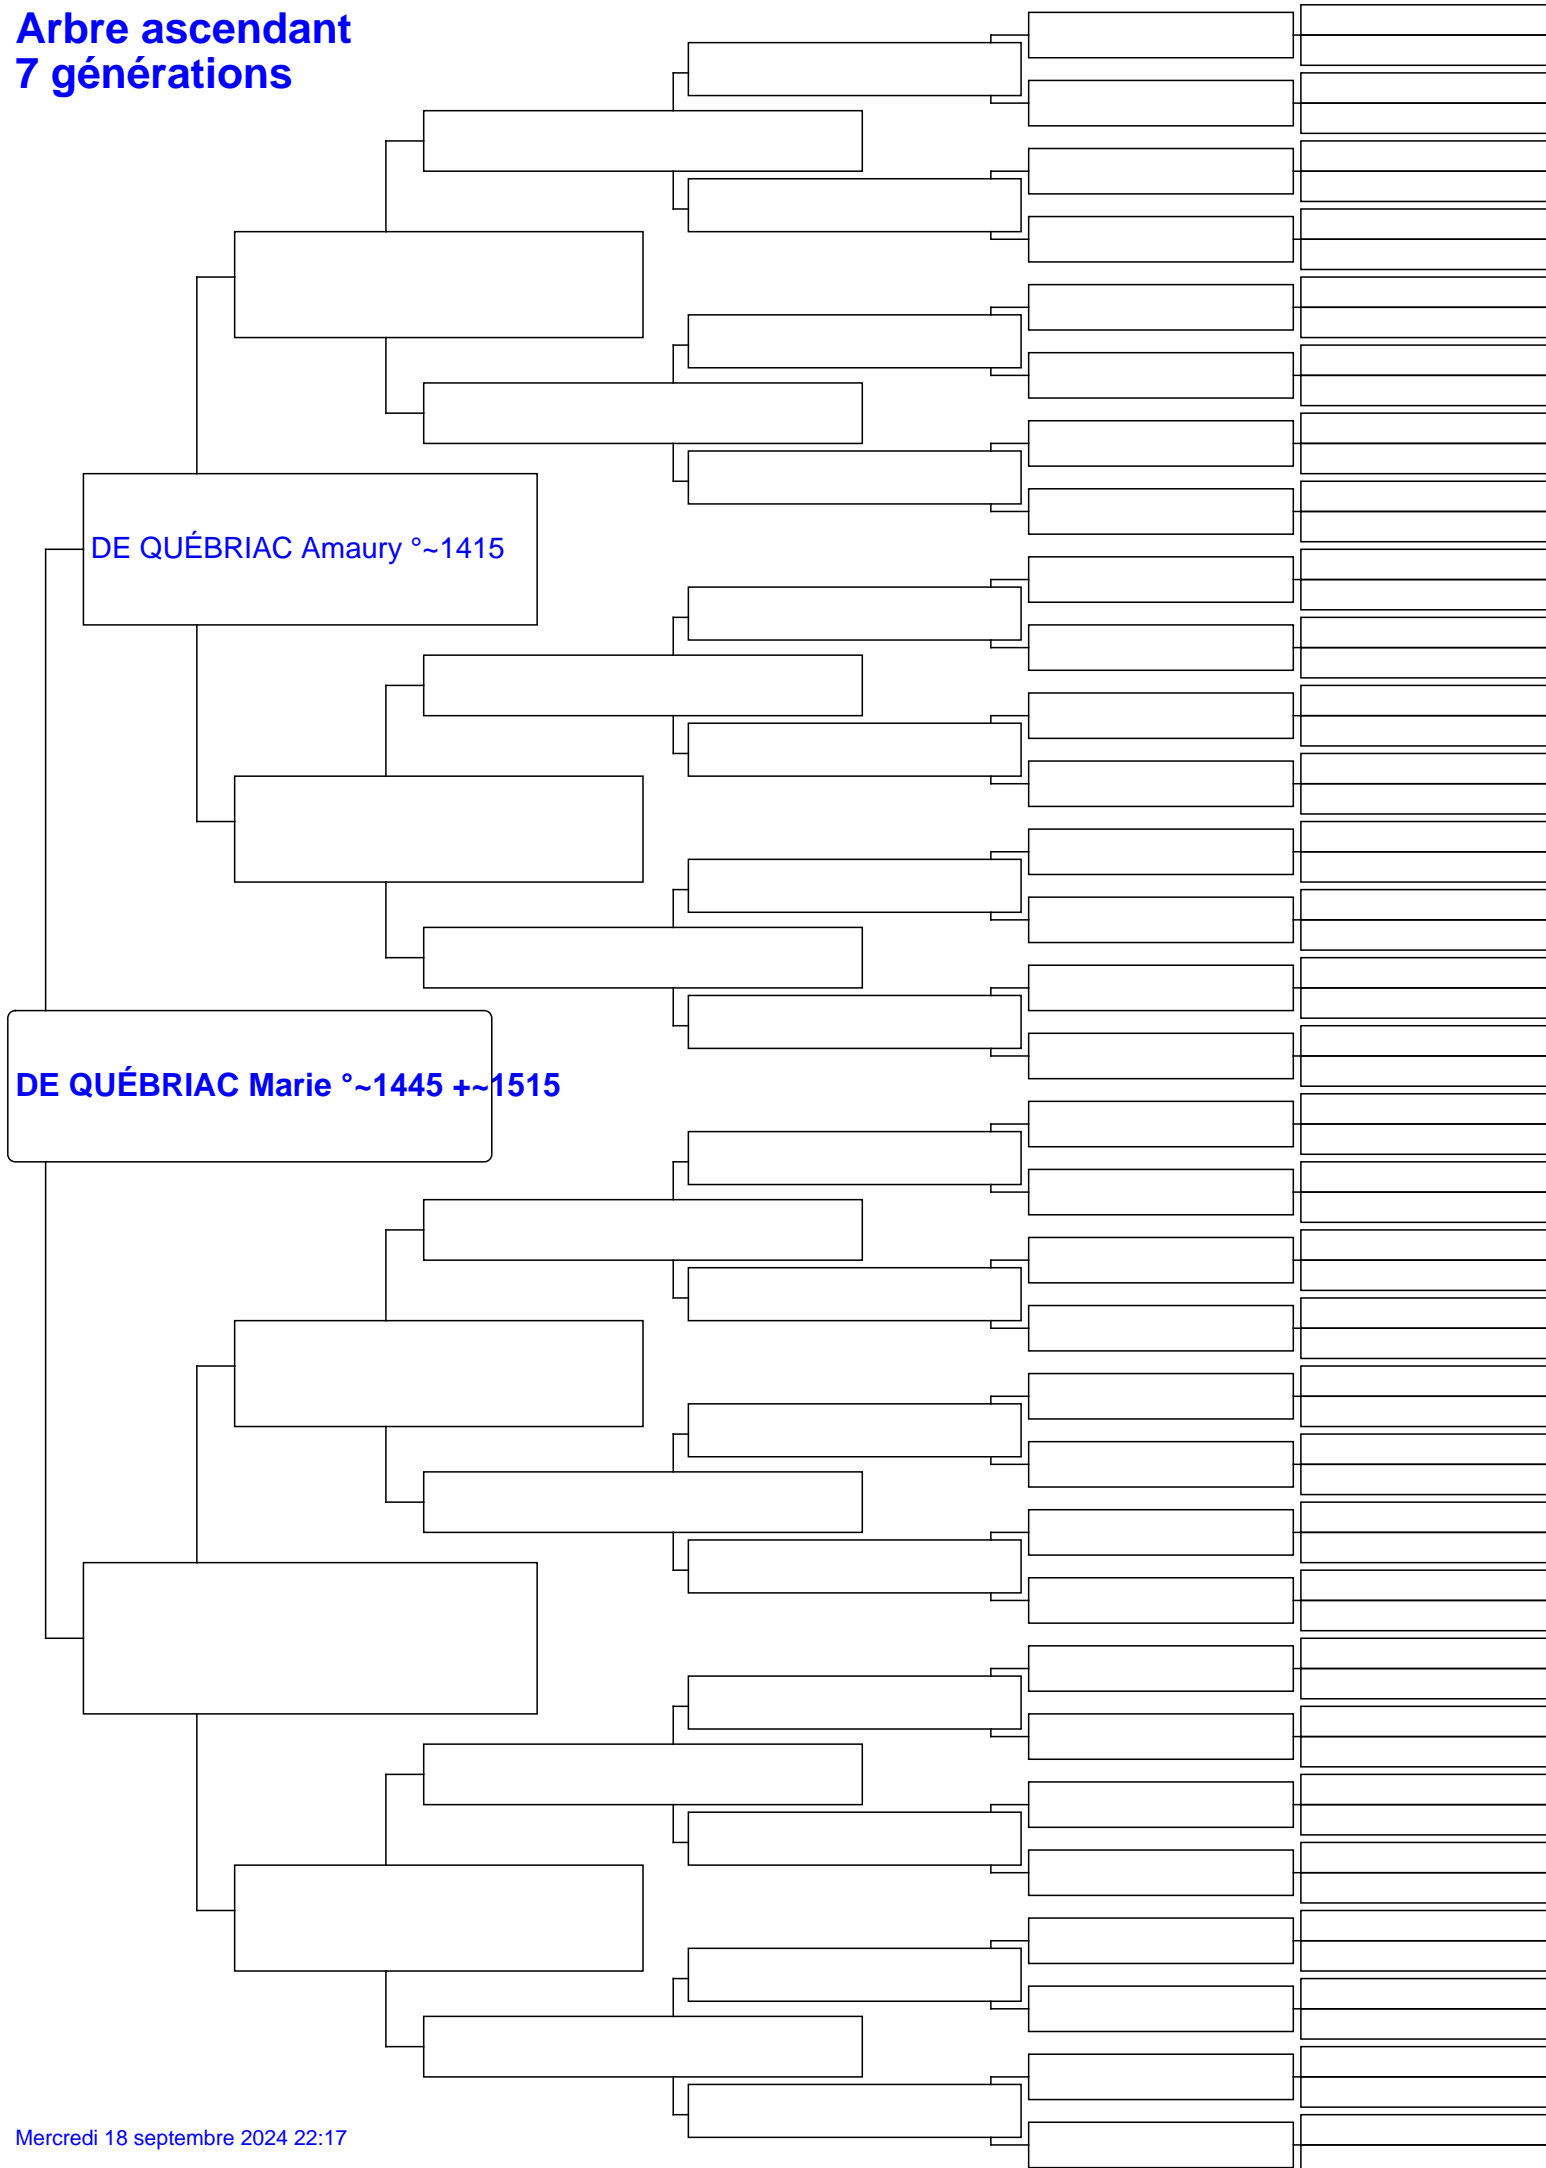 Arbre ascendant
7 générations
DE QUÉBRIAC Amaury °~1415
DE QUÉBRIAC Marie °~1445 +~1515
Mercredi 18 septembre 2024 22:17